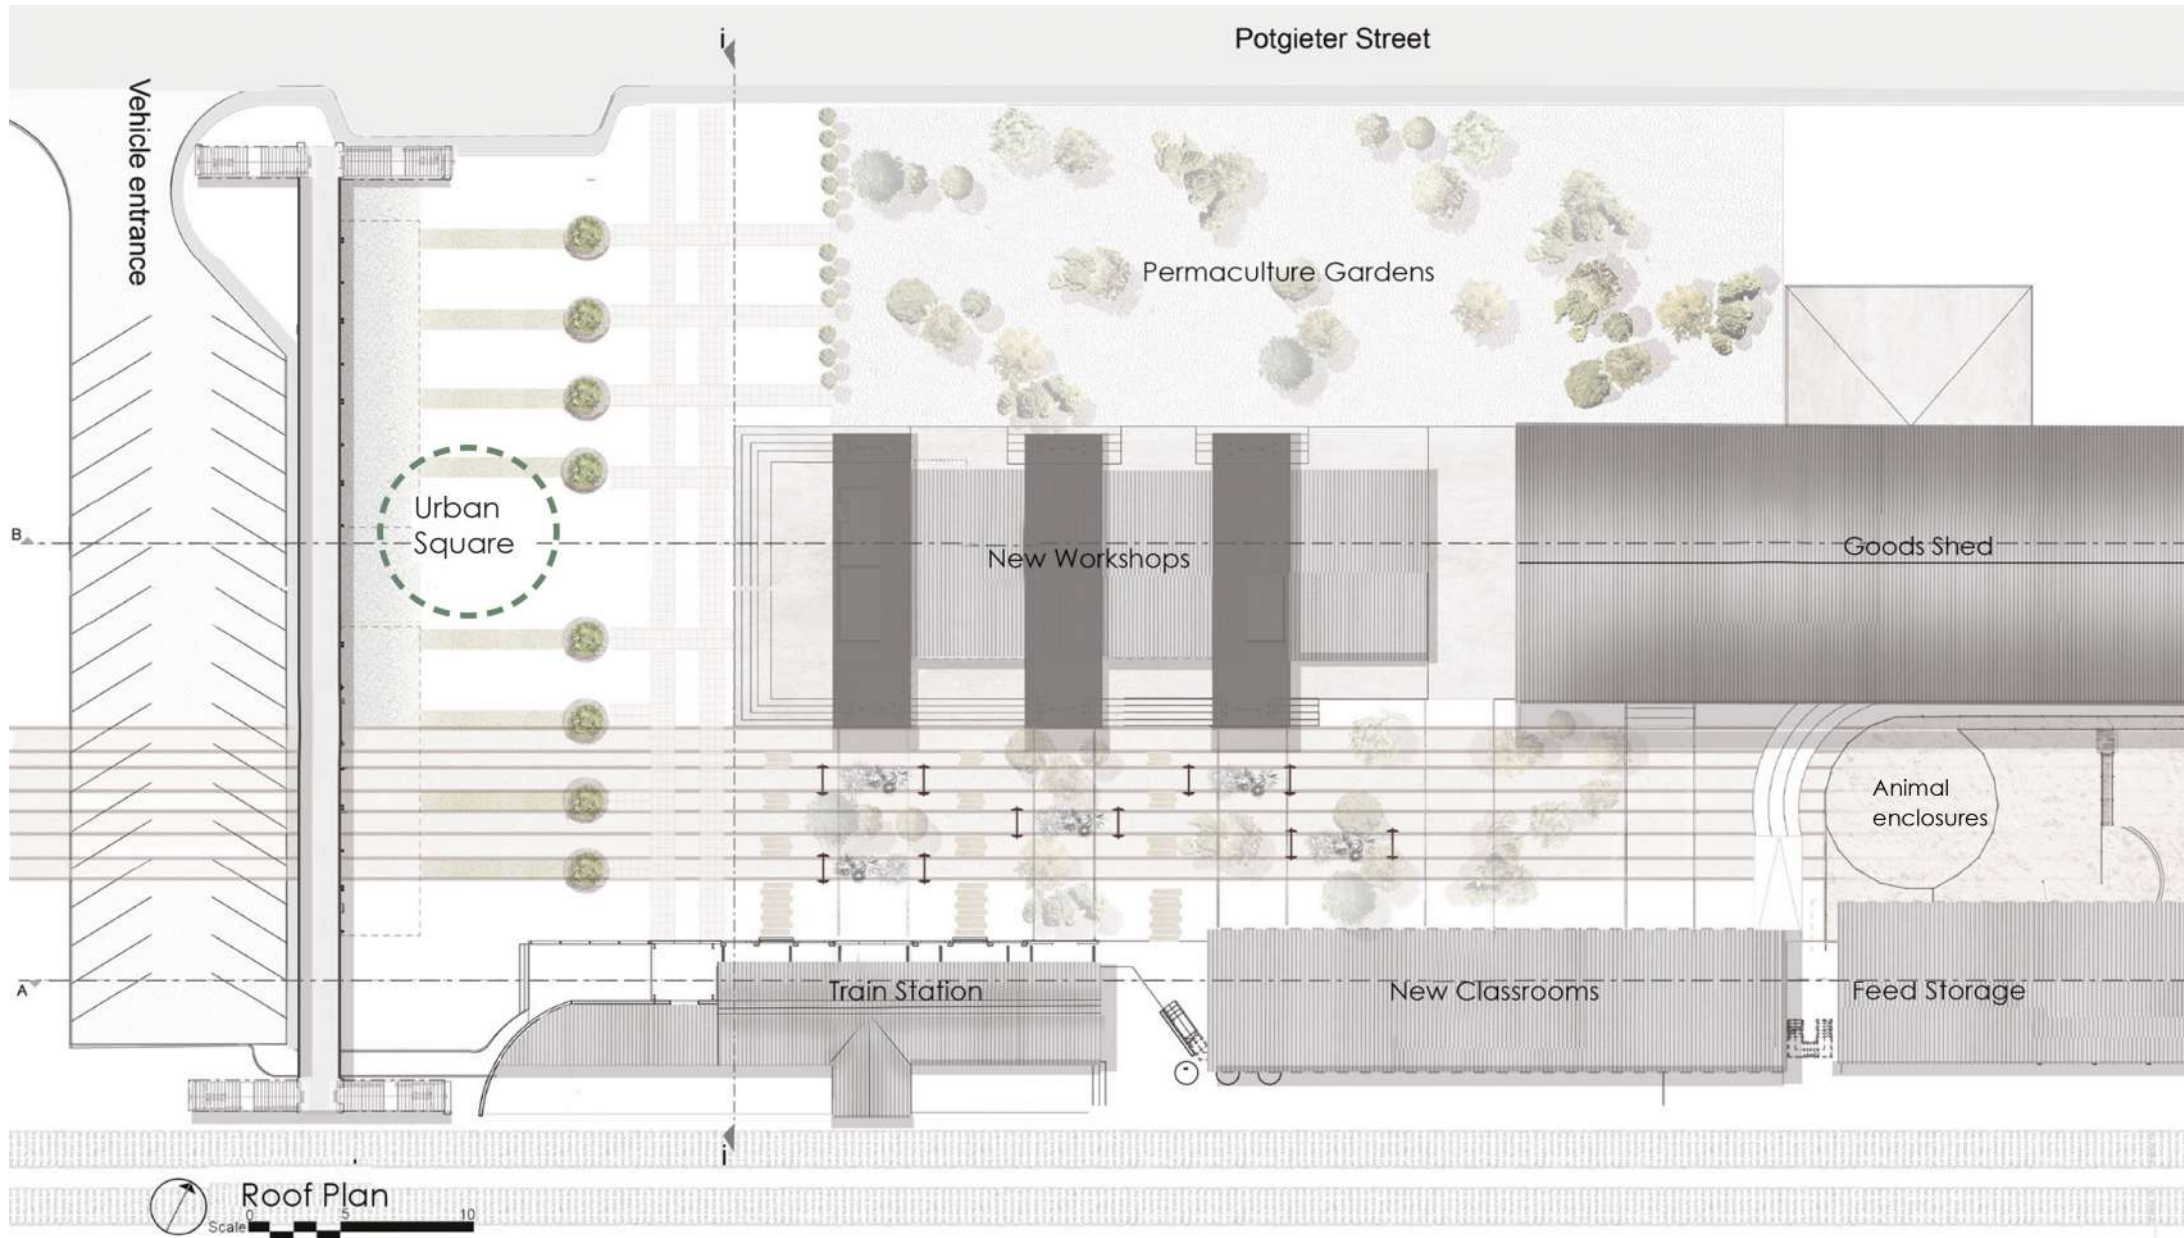 i
Potgieter Street
Vehicle entrance
Permaculture Gardens
Urban
Square
B
New Workshops
Goods Shed
Animal
enclosures
A
Train Station
New Classrooms
Feed Storage
i
Roof Plan
Scale
0
5
10